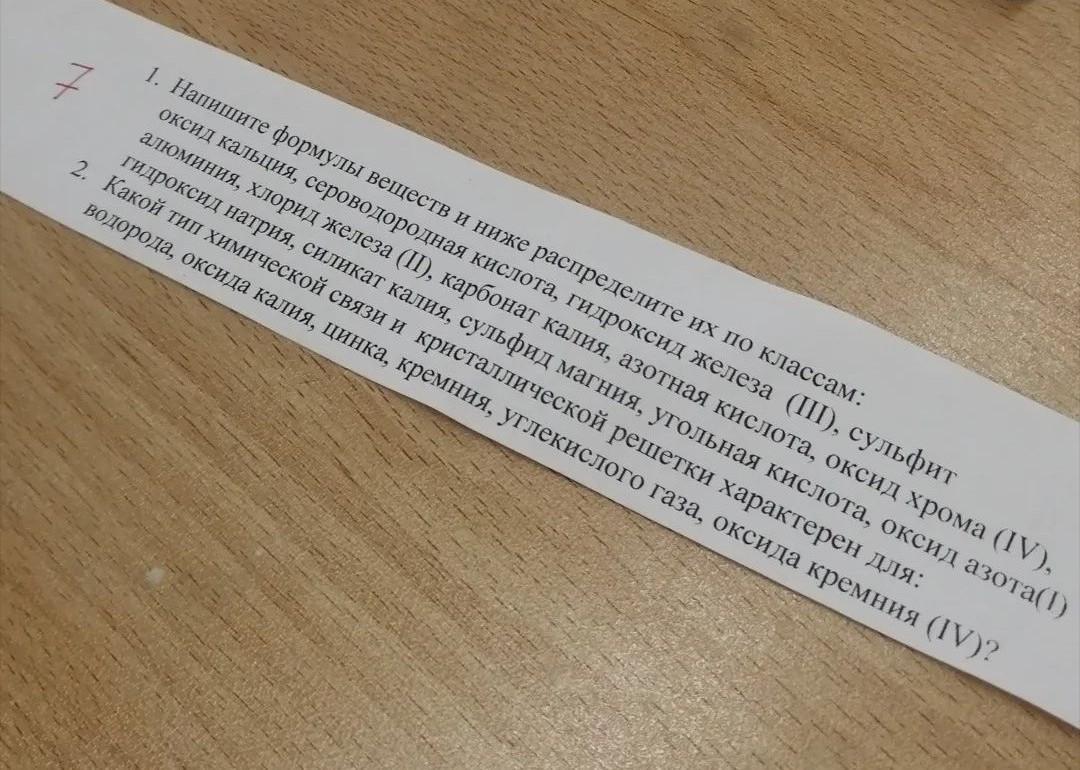 7
1. Напишите формулы веществ и ниже распределите их по классам:
оксид кальция, сероводородная кислота, гидроксид железа (III), сульфит
алюминия, хлорид железа (II), карбонат калия, азотная кислота, оксид хрома (IV),
гидроксид натрия, силикат калия, сульфид магния, угольная кислота, оксид азота(I)
2. Какой тип химической связи и кристаллической решетки характерен для:
водорода, оксида калия, цинка, кремния, углекислого газа, оксида кремния (IV)?